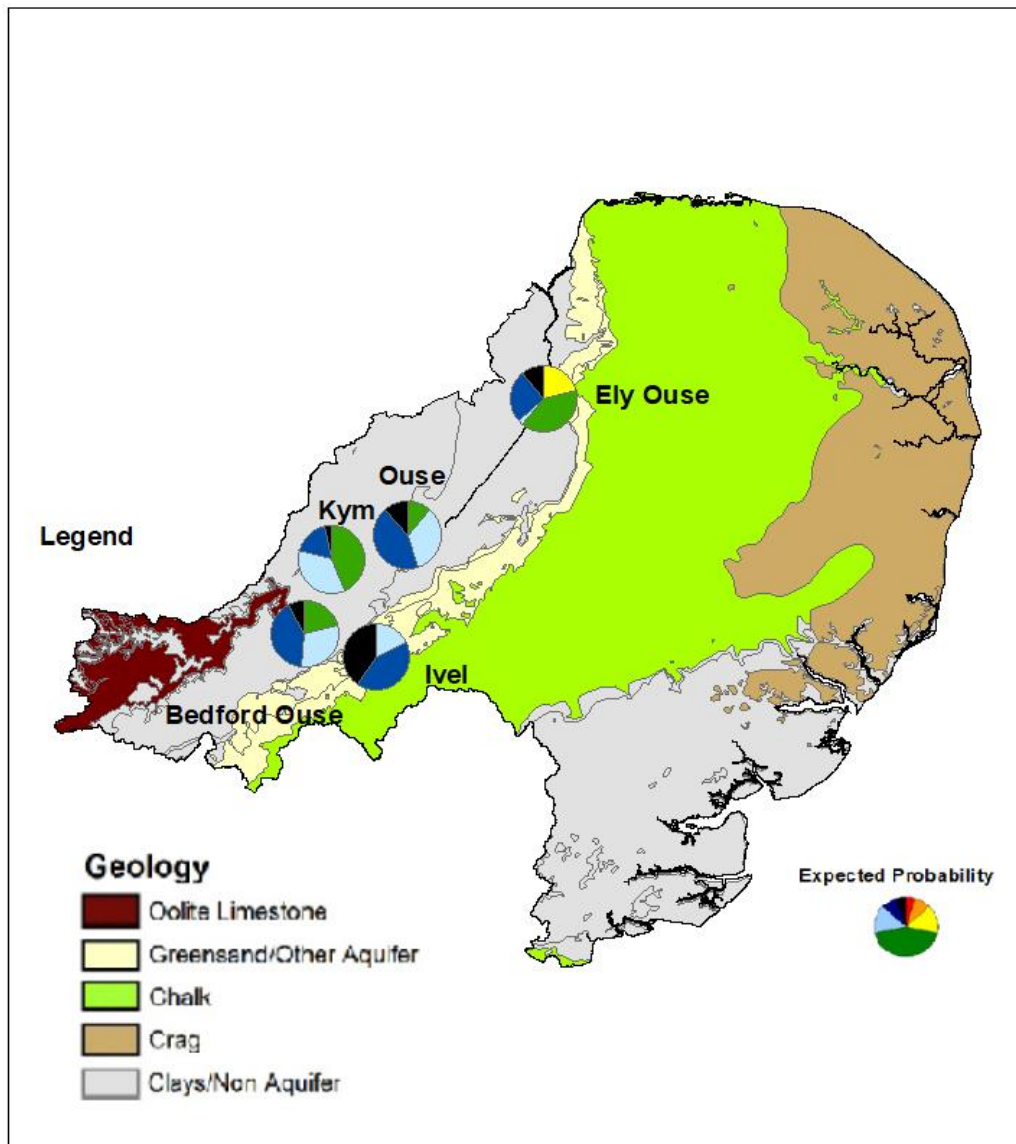 Ely Ouse
Ouse
Kym
Legend
Ivel
Bedford Ouse
Geology
Oolite Limestone
Greensand/Other Aquifer
Chalk
Crag
Clays/Non Aquifer
Expected Probability